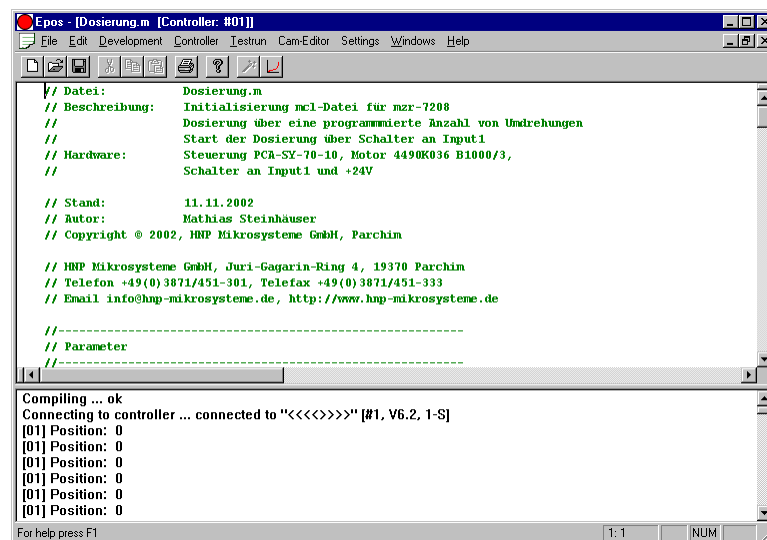 Epos - [Dosierung.m [Controller: #01]]
File Edit Development Controller Testrun Cam-Editor Settings Windows Help
// Datei: Dosierung.m
// Beschreibung: Initialisierung mcl-Datei für mzr-7208
// Dosierung über eine programmmierte Anzahl von Umdrehungen
// Start der Dosierung über Schalter an Input1
// Hardware: Steuerung PCA-SY-70-10, Motor 4490K036 B1000/3,
// Schalter an Input1 und +24V
// Stand: 11.11.2002
// Autor: Mathias Steinhäuser
// Copyright © 2002, HNP Mikrosysteme GmbH, Parchim
// HNP Mikrosysteme GmbH, Juri-Gagarin-Ring 4, 19370 Parchim
// Telefon +49(0)3871/451-301, Telefax +49(0)3871/451-333
// Email info@hnp-mikrosysteme.de, http://www.hnp-mikrosysteme.de
//----------------------------------------------------------
// Parameter
//----------------------------------------------------------
Compiling ... ok
Connecting to controller ... connected to "<<<<>>>>" [#1, V6.2, 1-S]
[01] Position: 0
[01] Position: 0
[01] Position: 0
[01] Position: 0
[01] Position: 0
[01] Position: 0
For help press F1 1: 1 NUM